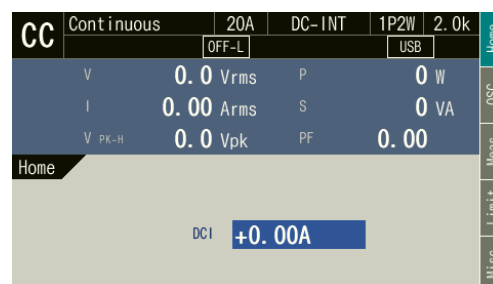 CC Continuous 20A DC-INT 1P2W 2.0k
OFF-L USB
V 0.0 Vrms P 0 W
I 0.00 Arms S 0 VA
V PK-H 0.0 Vpk PF 0.00
Home
DCI +0.00A
Home
OSC
Meas
Limit
Misc